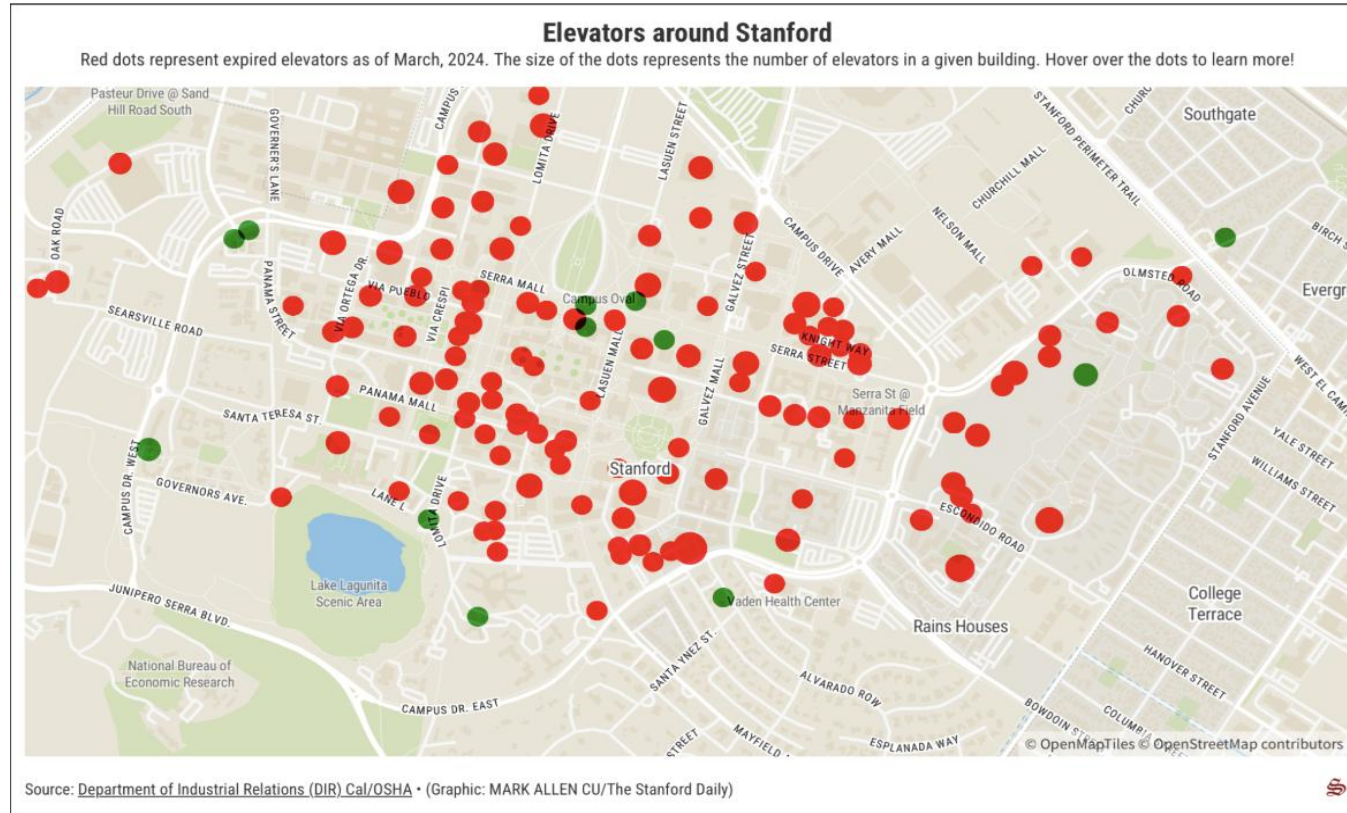 Elevators around Stanford
Red dots represent expired elevators as of March, 2024. The size of the dots represents the number of elevators in a given building. Hover over the dots to learn more!
Pasteur Drive @ Sand
Hill Road South
CAMPUS
GOVERNOR'S LANE
LOMITA DRIVE
LASUEN STREET
STANFORD PERIMETER TRAIL
Southgate
CHURCHILL MALL
OAK ROAD
NELSON MALL
CAMPUS DRIVE
AVERY MALL
BIRCH S
PANAMA STREET
VIA ORTEGA DR.
GALVEZ STREET
SERRA MALL
OLMSTED ROAD
VIA PUEBLO
Campus Oval
Evergr
SEARSVILLE ROAD
VIA CRESPI
KNIGHT WAY
SERRA STREET
LASUEN MALL
GALVEZ MALL
WEST EL CAMI
PANAMA MALL
Serra St @
Manzanita Field
SANTA TERESA ST.
STANFORD AVENUE
YALE STREET
CAMPUS DR. WEST
Stanford
WILLIAMS STREET
GOVERNORS AVE.
LANE L
LOMITA DRIVE
ESCONDIDO ROAD
Lake Lagunita
Scenic Area
JUNIPERO SERRA BLVD.
Vaden Health Center
College
Terrace
Rains Houses
SANTA YNEZ ST.
HANOVER STREET
National Bureau of
Economic Research
ALVARADO ROW
CAMPUS DR. EAST
BOWDOIN STREET
COLUMBIA
STREET
MAYFIELD
ESPLANADA WAY
© OpenMapTiles © OpenStreetMap contributors
Source: Department of Industrial Relations (DIR) Cal/OSHA • (Graphic: MARK ALLEN CU/The Stanford Daily)
S